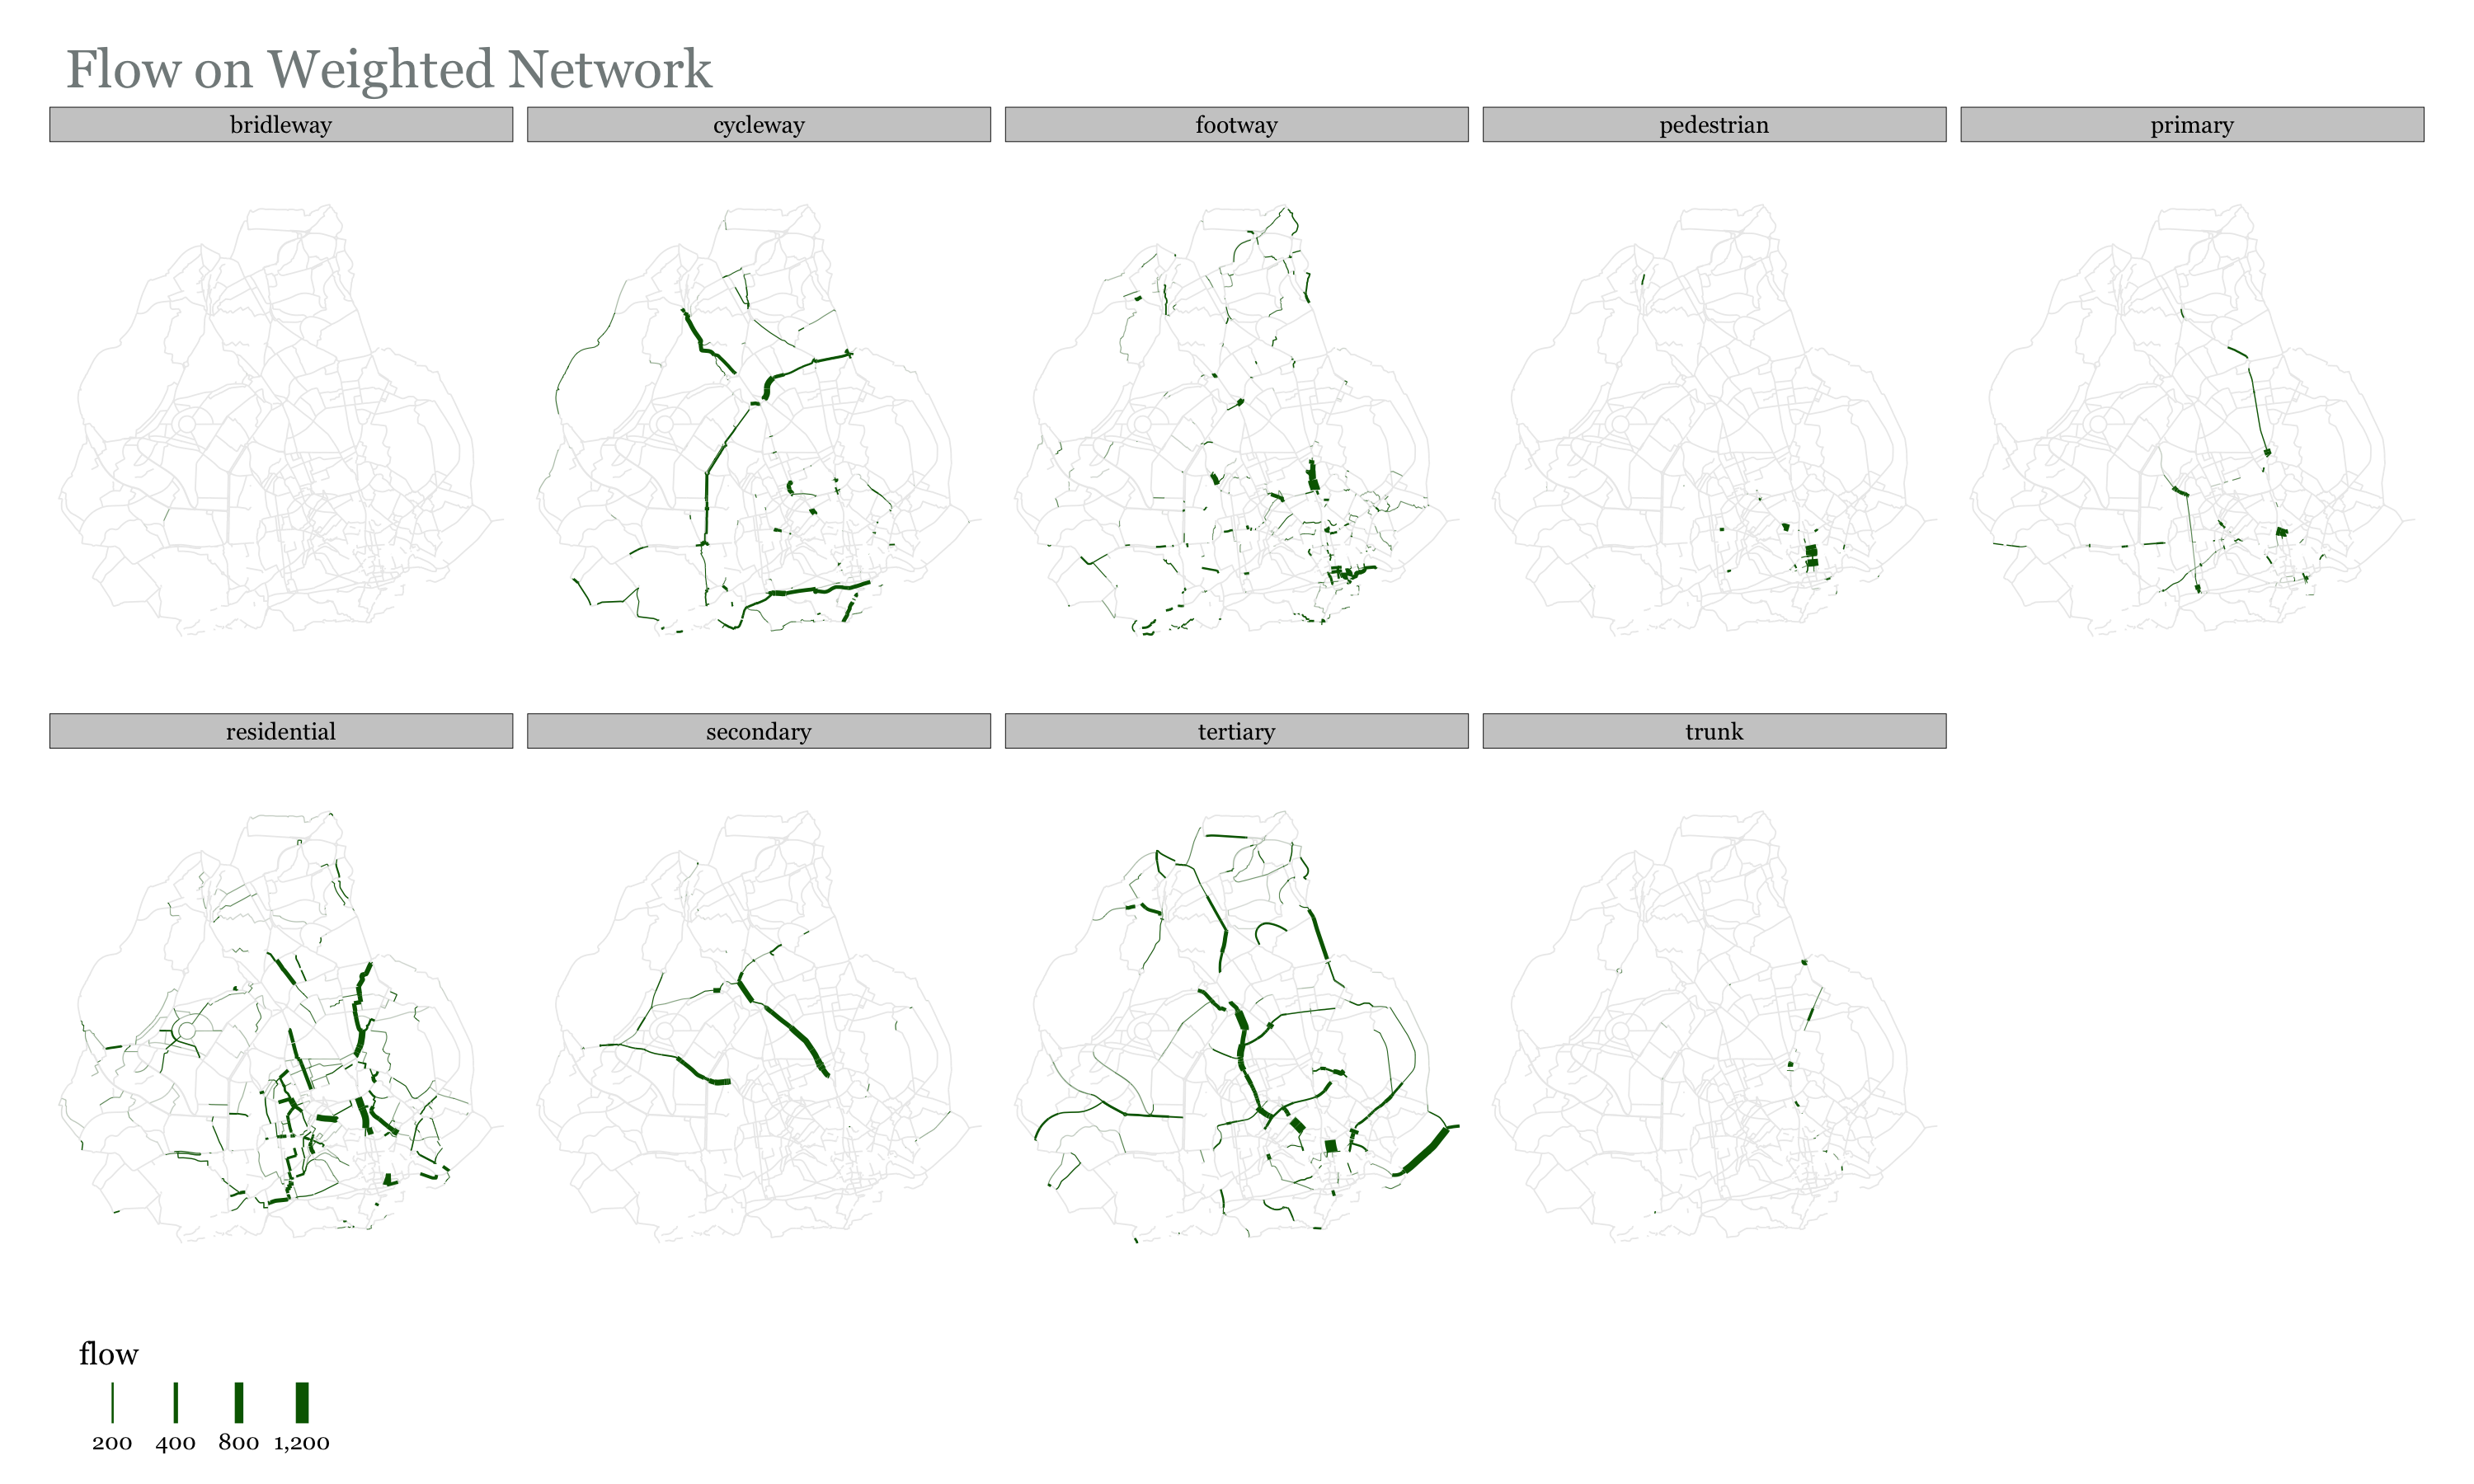 Flow on Weighted Network
bridleway
cycleway
footway
pedestrian
primary
residential
secondary
tertiary
trunk
flow
200 400 800 1,200